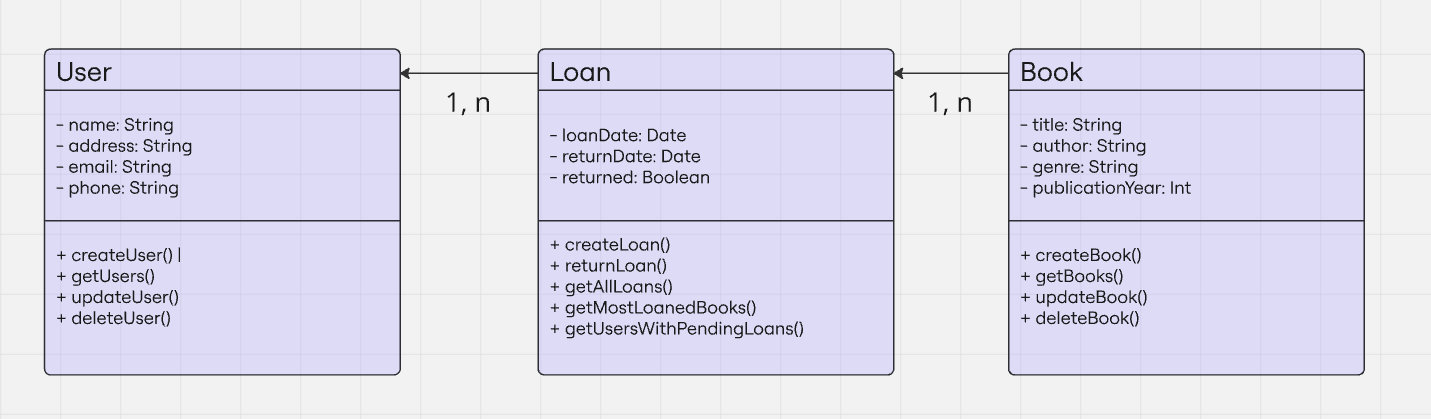 User
- name: String
- address: String
- email: String
- phone: String
+ createUser() |
+ getUsers()
+ updateUser()
+ deleteUser()
1, n
Loan
- loanDate: Date
- returnDate: Date
- returned: Boolean
+ createLoan()
+ returnLoan()
+ getAllLoans()
+ getMostLoanedBooks()
+ getUsersWithPendingLoans()
1, n
Book
- title: String
- author: String
- genre: String
- publicationYear: Int
+ createBook()
+ getBooks()
+ updateBook()
+ deleteBook()